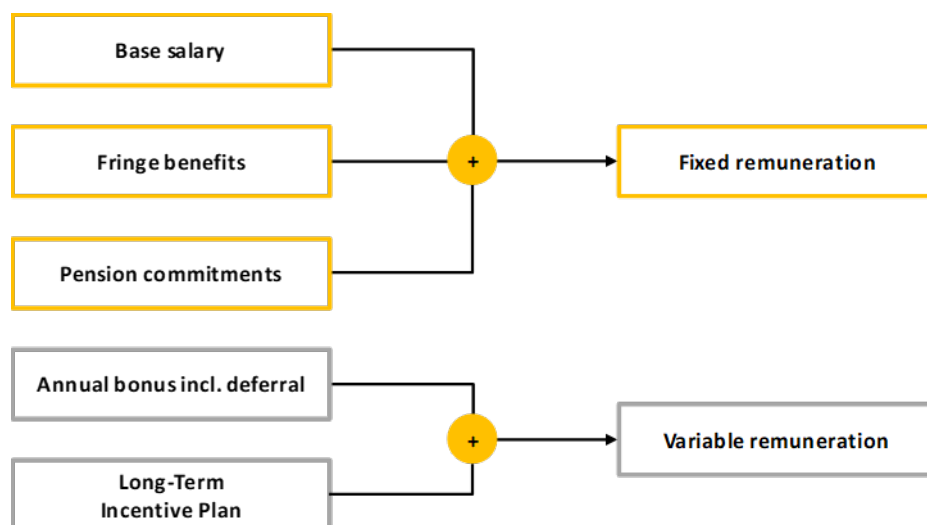 Base salary
Fringe benefits
+
Fixed remuneration
Pension commitments
Annual bonus incl. deferral
+
Variable remuneration
Long-Term
Incentive Plan